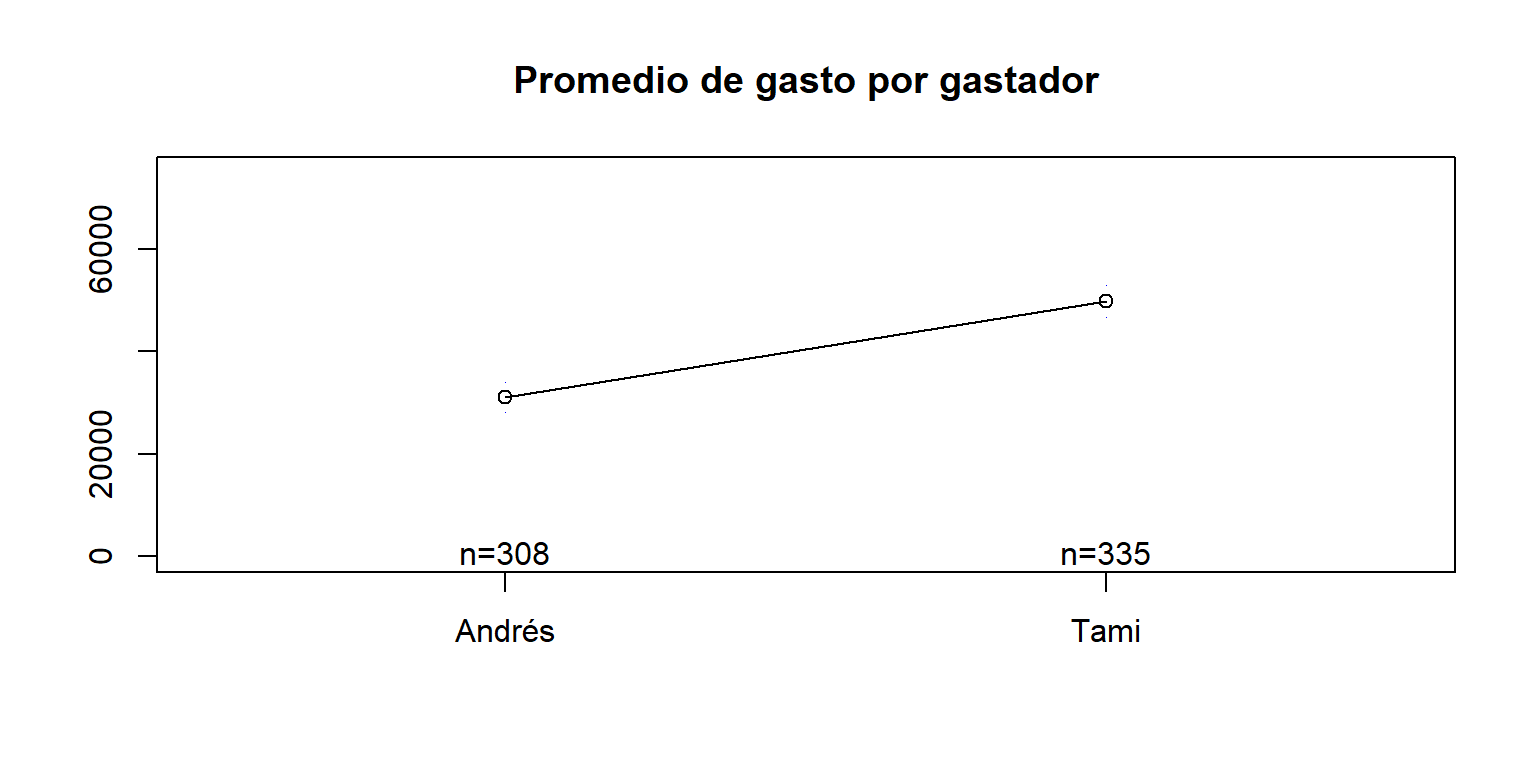 Promedio de gasto por gastador
60000
20000
0
n=308
n=335
Andrés
Tami